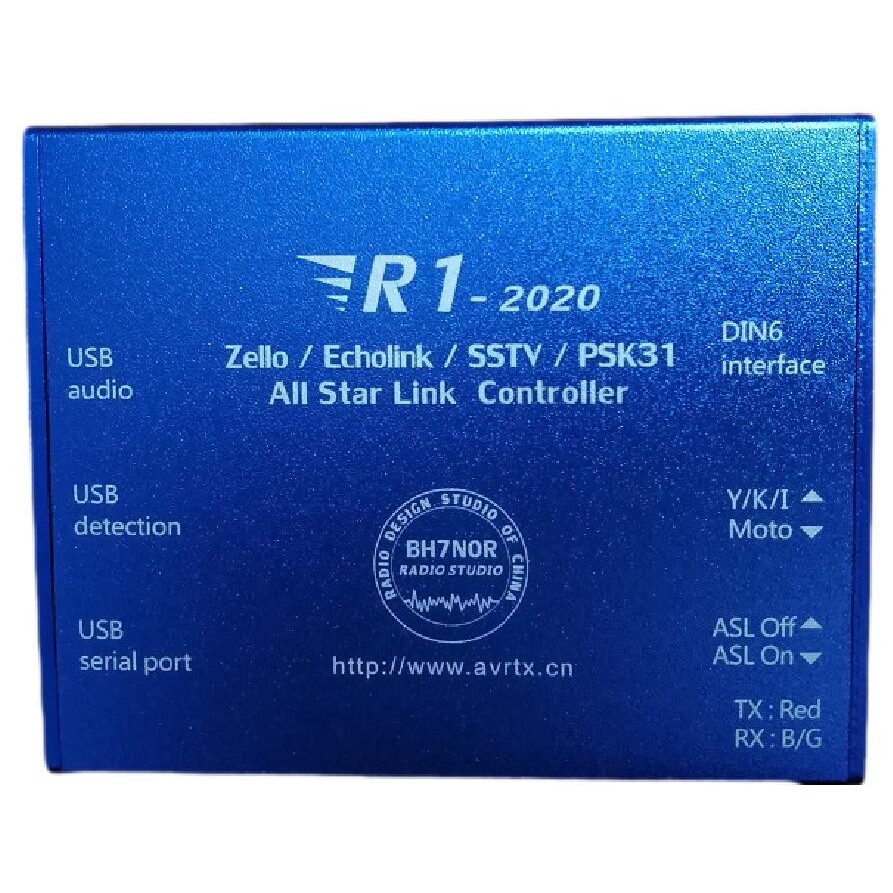 R1-2020
Zello / Echolink / SSTV / PSK31
All Star Link Controller
USB
audio
DIN6
interface
USB
detection
Y/K/I ▲
Moto ▼
RADIO DESIGN STUDIO OF CHINA
BH7NOR
RADIO STUDIO
USB
serial port
ASL Off ▲
ASL On ▼
http://www.avrtx.cn
TX : Red
RX : B/G